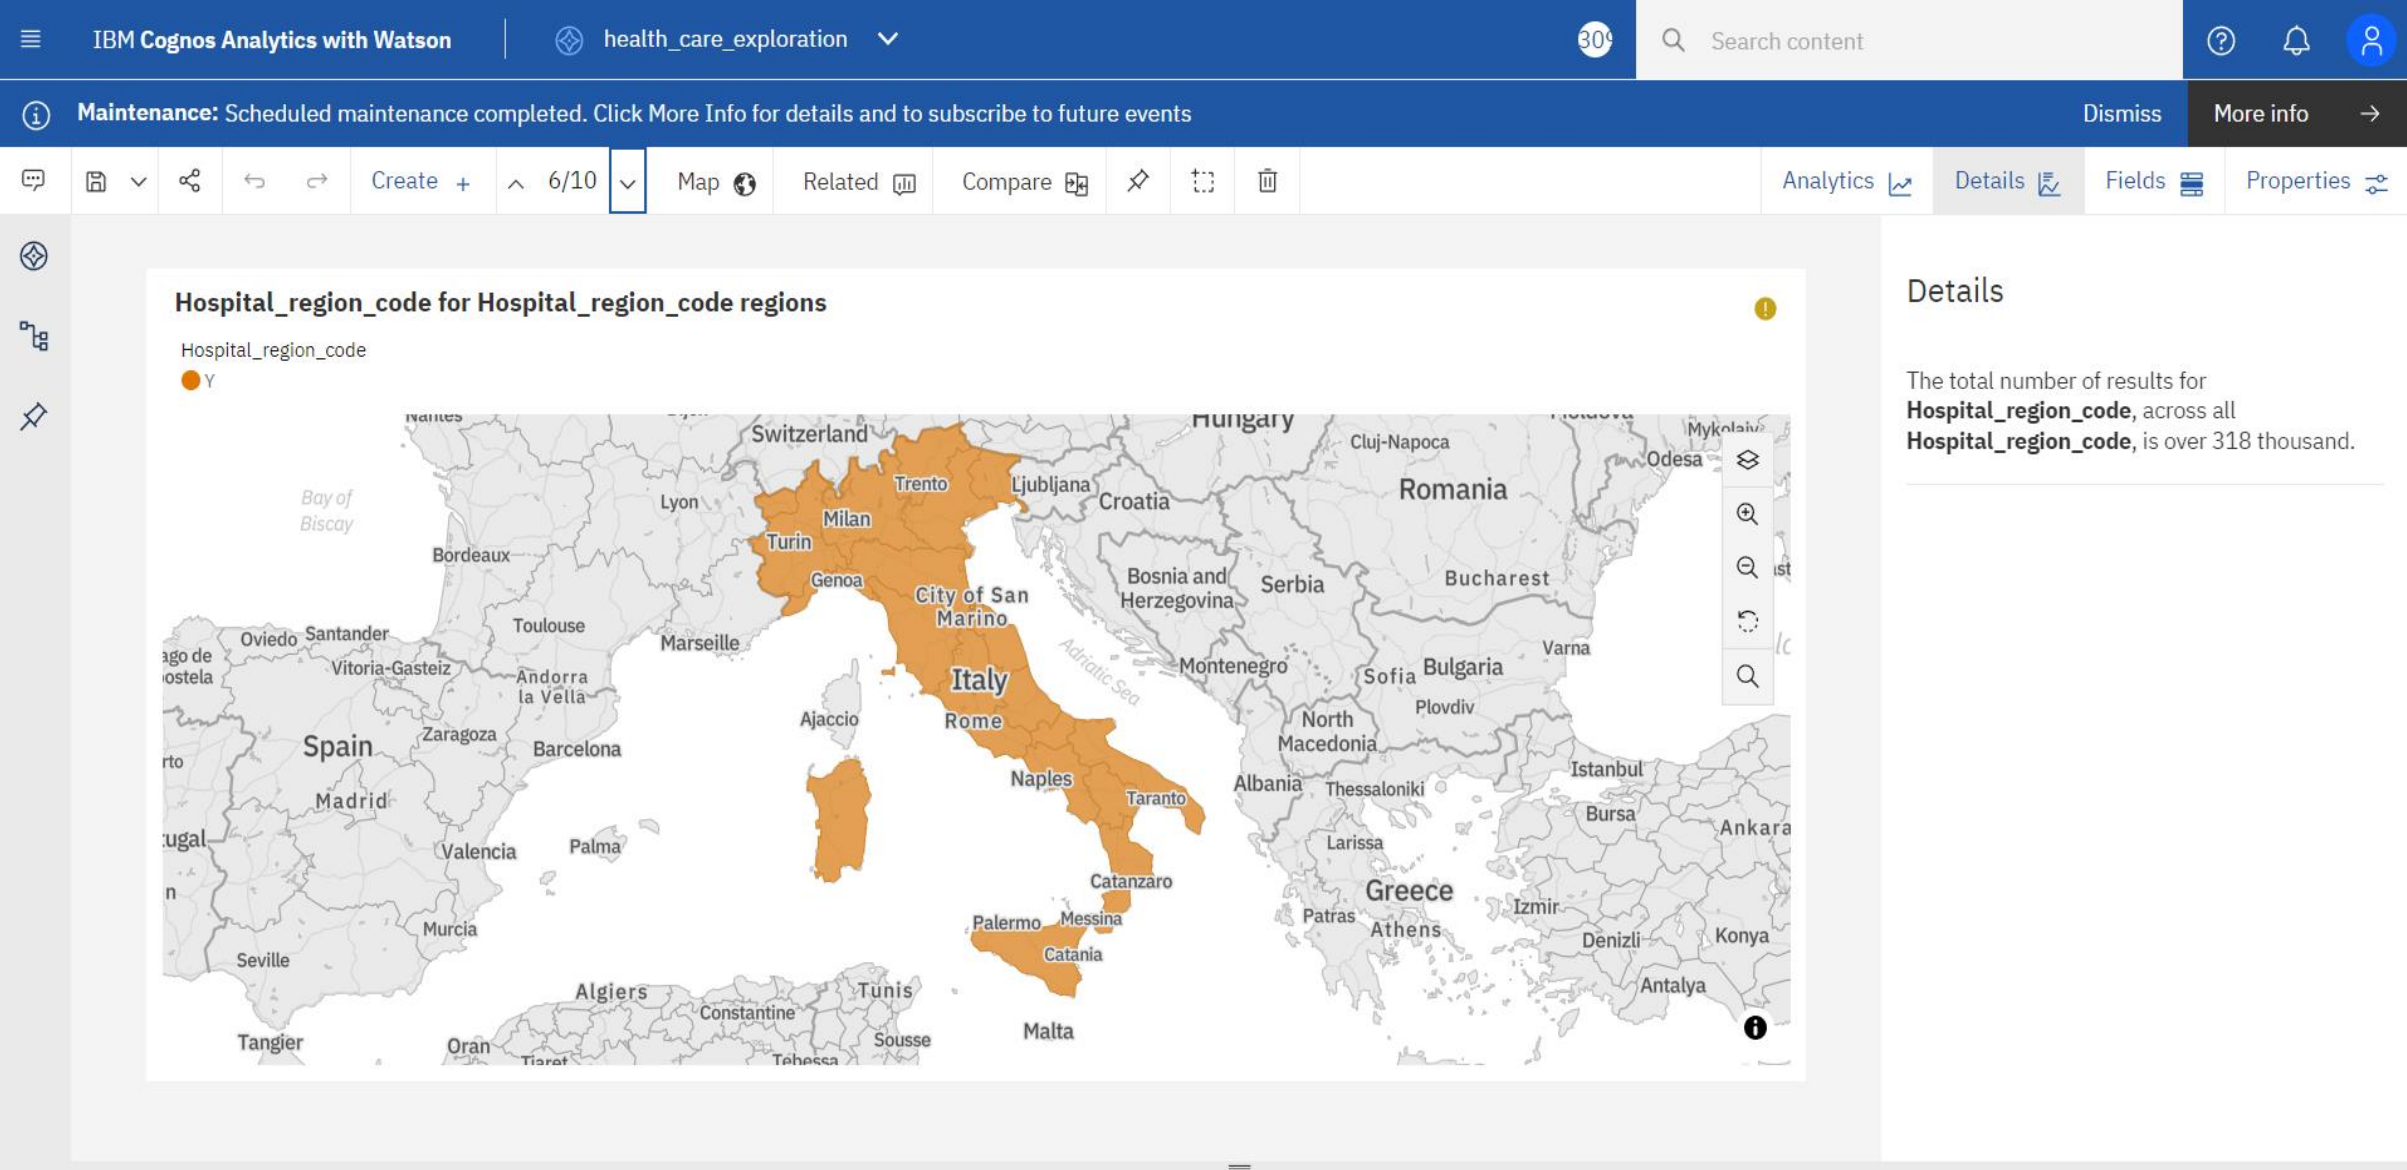 IBM Cognos Analytics with Watson
health_care_exploration
Search content
Maintenance: Scheduled maintenance completed. Click More Info for details and to subscribe to future events
Dismiss
More info
Create
6/10
Map
Related
Compare
Analytics
Details
Fields
Properties
Hospital_region_code for Hospital_region_code regions
Hospital_region_code
Y
Nantes
Switzerland
Hungary
Cluj-Napoca
Odesa
Bay of
Biscay
Lyon
Trento
Ljubljana
Croatia
Romania
Milan
Turin
Bordeaux
Genoa
City of San
Marino
Bosnia and
Herzegovina
Serbia
Bucharest
Oviedo
Santander
Toulouse
Marseille
Adriatic Sea
Varna
Vitoria-Gasteiz
Andorra
la Vella
Italy
Montenegro
Sofia
Bulgaria
Plovdiv
Ajaccio
Rome
North
Macedonia
Spain
Zaragoza
Barcelona
Naples
Albania
Thessaloniki
Istanbul
Madrid
Taranto
Bursa
Ankara
Valencia
Palma
Larissa
Catanzaro
Greece
Izmir
Murcia
Palermo
Messina
Patras
Athens
Denizli
Konya
Seville
Catania
Algiers
Tunis
Antalya
Constantine
Malta
Tangier
Oran
Sousse
Tiaret
Tebessa
Details
The total number of results for
Hospital_region_code, across all
Hospital_region_code, is over 318 thousand.